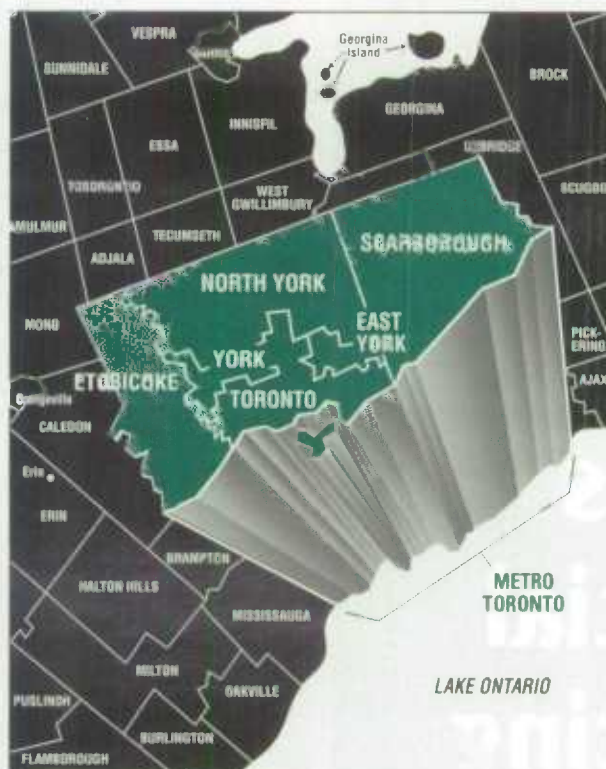 VESPRA
Georgina
Island
SUNNIDALE
BROCK
GEORGINA
INNISFIL
ESSA
UXBRIDGE
TOSORONTIO
WEST
GWILLIMBURY
SCUGOG
AMULMUR
TECUMSETH
SCARBOROUGH
ADJALA
NORTH YORK
MONO
EAST
YORK
PICK-
ERING
YORK
ETOBICOKE
AJAX
Orangeville
TORONTO
CALEDON
Erin
ERIN
BRAMPTON
HALTON HILLS
METRO
TORONTO
MISSISSAUGA
MILTON
OAKVILLE
LAKE ONTARIO
PUSLINCH
BURLINGTON
FLAMBOROUGH